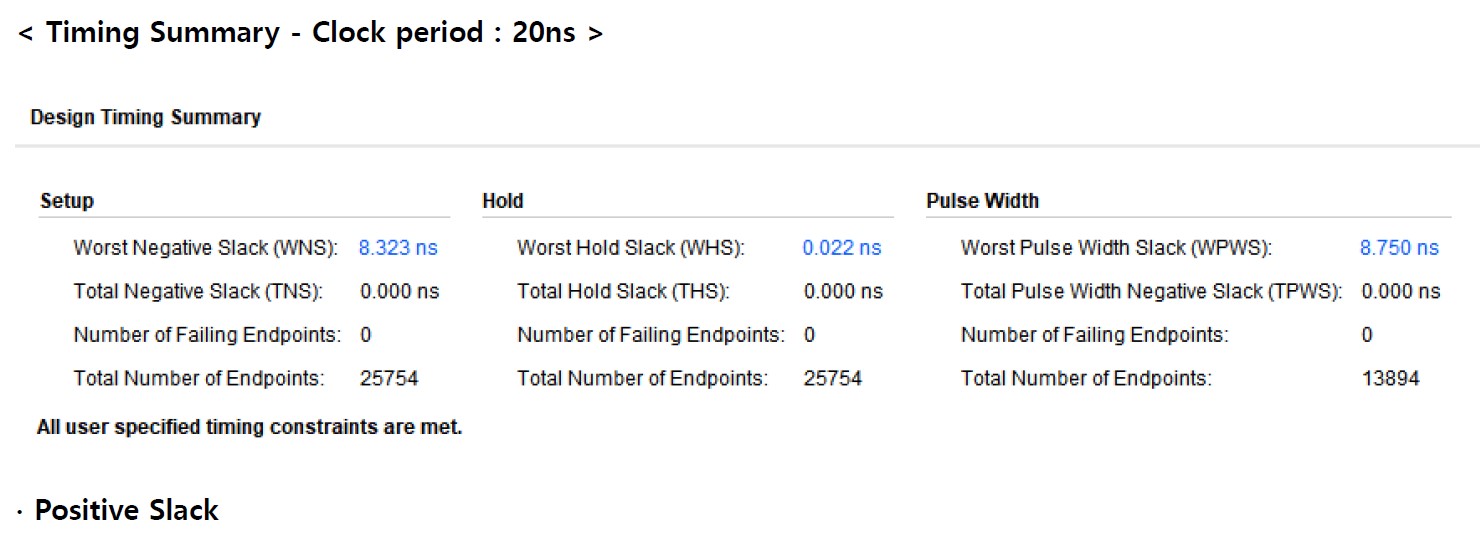 < Timing Summary - Clock period : 20ns >
Design Timing Summary
Setup
Worst Negative Slack (WNS): 8.323 ns
Total Negative Slack (TNS): 0.000 ns
Number of Failing Endpoints: 0
Total Number of Endpoints: 25754
Hold
Worst Hold Slack (WHS): 0.022 ns
Total Hold Slack (THS): 0.000 ns
Number of Failing Endpoints: 0
Total Number of Endpoints: 25754
Pulse Width
Worst Pulse Width Slack (WPWS): 8.750 ns
Total Pulse Width Negative Slack (TPWS): 0.000 ns
Number of Failing Endpoints: 0
Total Number of Endpoints: 13894
All user specified timing constraints are met.
· Positive Slack